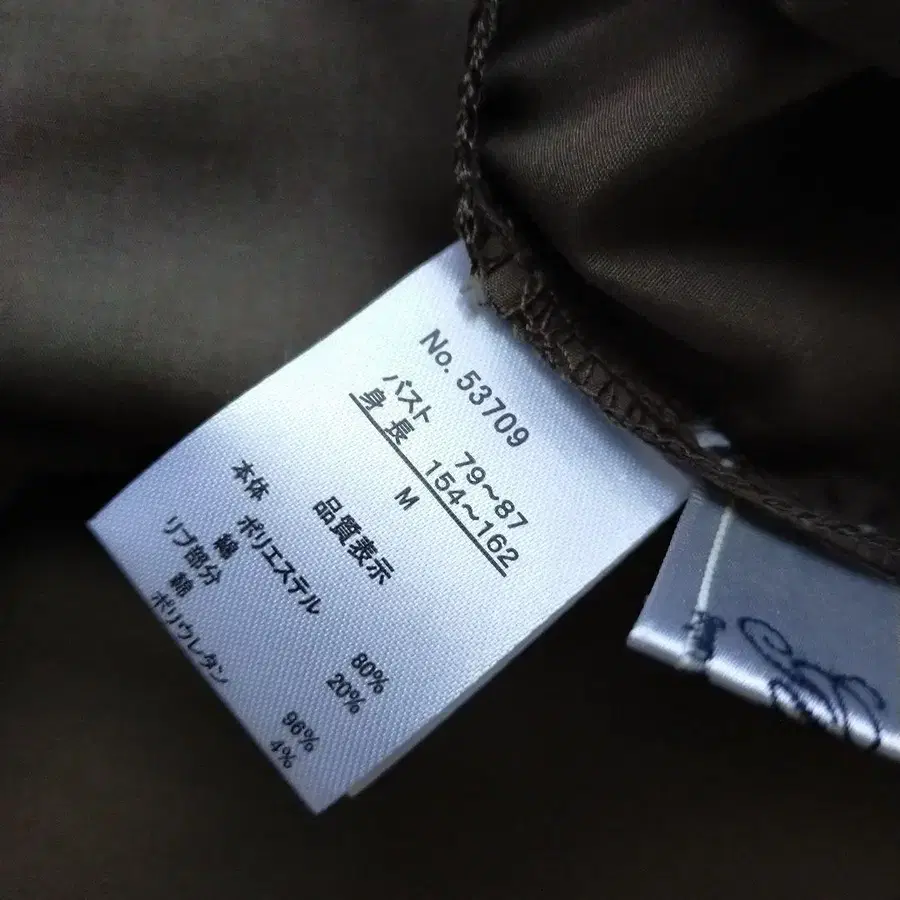 No. 53709
バスト 79～87
身長 154～162
M
品質表示
本体 ポリエステル 80%
綿 20%
リブ部分
綿 96%
ポリウレタン 4%